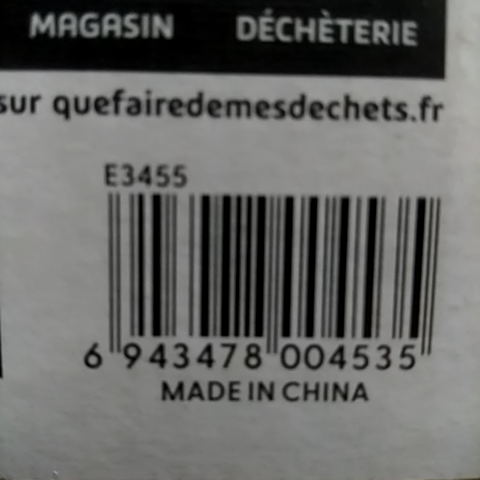 MAGASIN DÉCHÈTERIE
sur quefairedemesdechets.fr
E3455
6 943478 004535
MADE IN CHINA